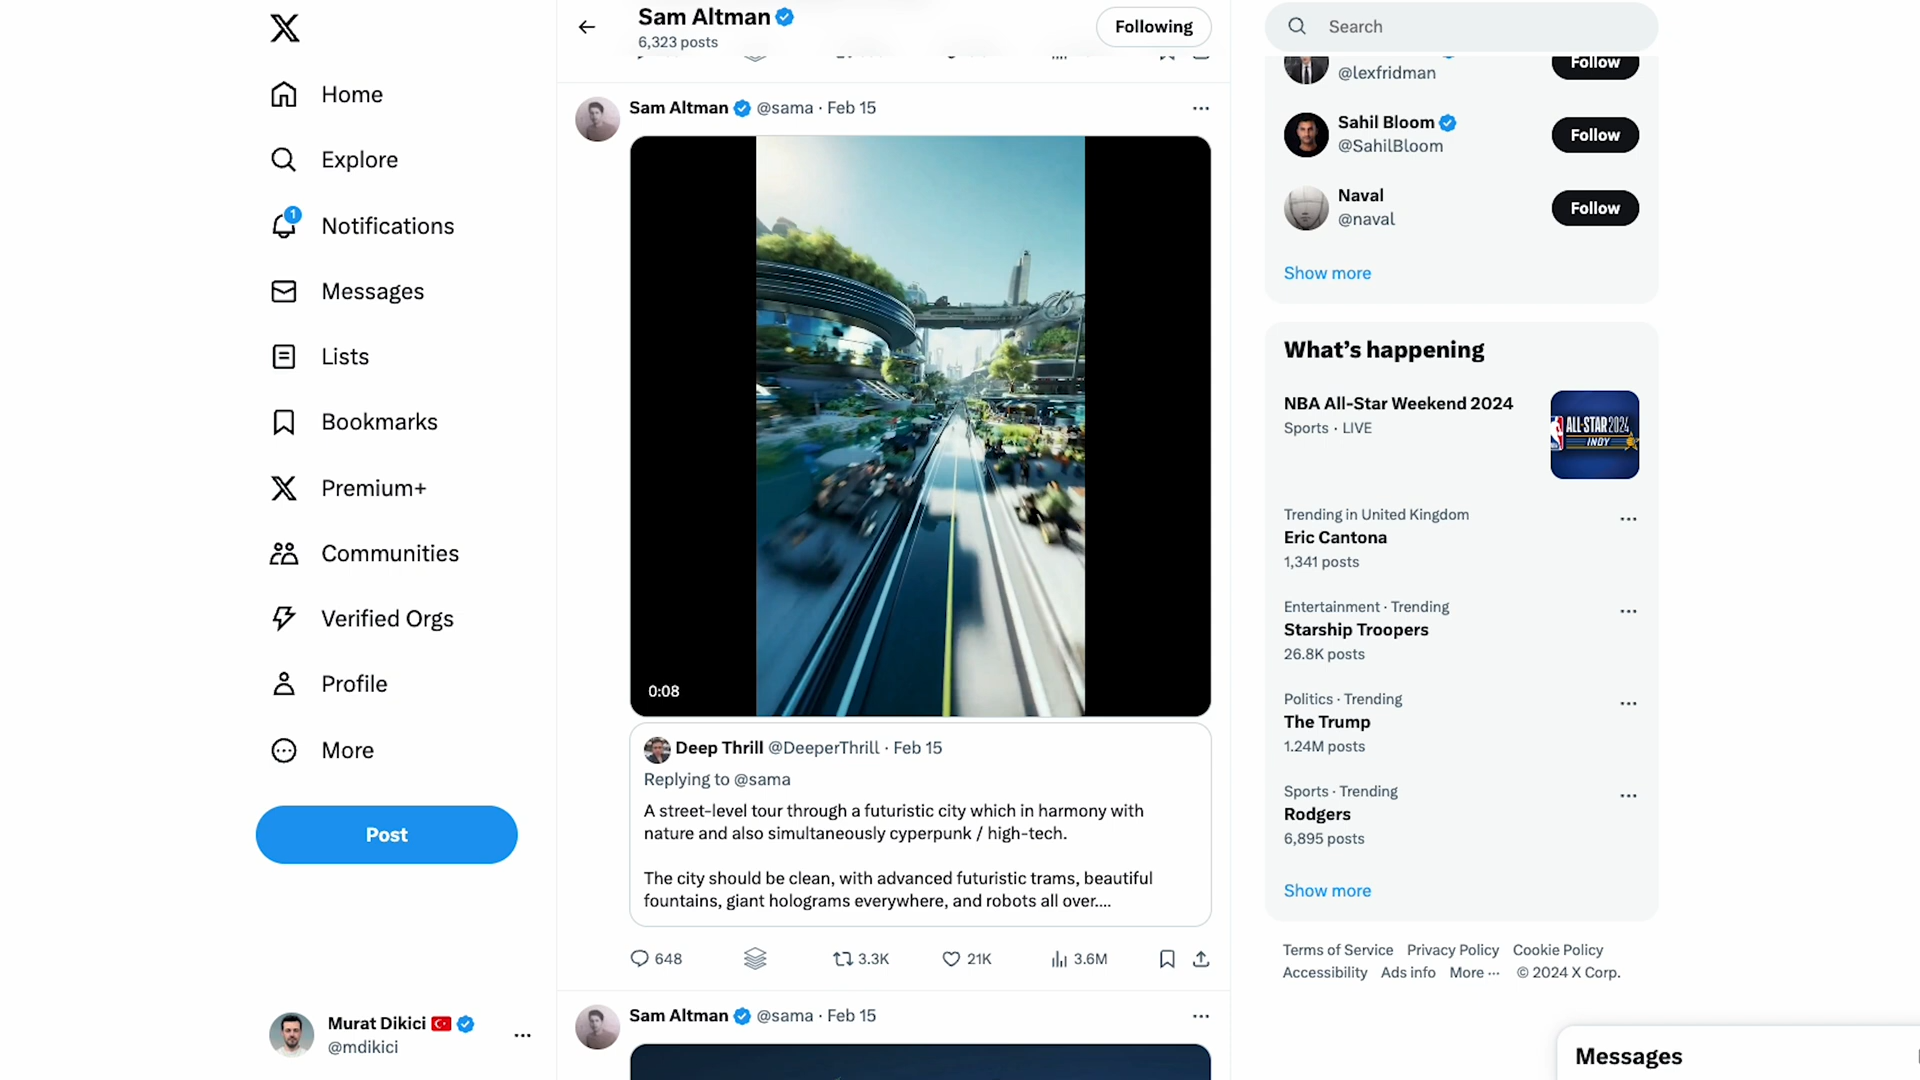 Home
Explore
1
Notifications
Messages
Lists
Bookmarks
Premium+
Communities
Verified Orgs
Profile
More
Post
Murat Dikici
@mdikici
Sam Altman
6,323 posts
Following
Sam Altman @sama · Feb 15
0:08
Deep Thrill @DeeperThrill · Feb 15
Replying to @sama
A street-level tour through a futuristic city which in harmony with
nature and also simultaneously cyperpunk / high-tech.
The city should be clean, with advanced futuristic trams, beautiful
fountains, giant holograms everywhere, and robots all over....
648 3.3K 21K 3.6M
Sam Altman @sama · Feb 15
Search
@lexfridman
Follow
Sahil Bloom
@SahilBloom
Follow
Naval
@naval
Follow
Show more
What's happening
NBA All-Star Weekend 2024
Sports · LIVE
ALL-STAR 2024
INDY
Trending in United Kingdom
Eric Cantona
1,341 posts
Entertainment · Trending
Starship Troopers
26.8K posts
Politics · Trending
The Trump
1.24M posts
Sports · Trending
Rodgers
6,895 posts
Show more
Terms of Service Privacy Policy Cookie Policy
Accessibility Ads info More ··· © 2024 X Corp.
Messages